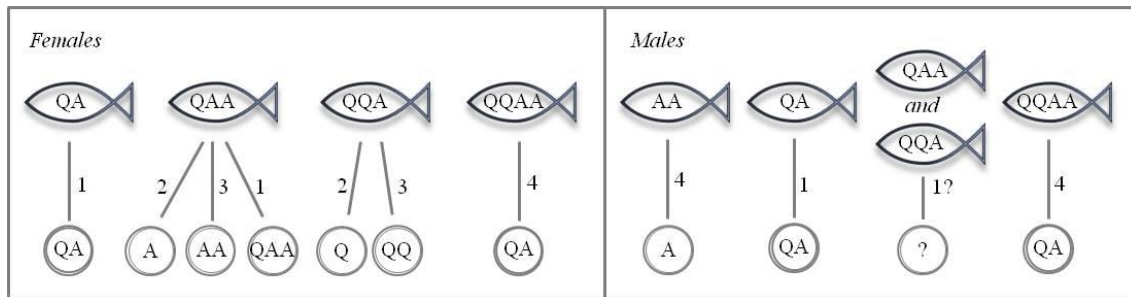 Females
QA QAA QQA QQAA
1 2 3 1 2 3 4
QA A AA QAA Q QQ QA
Males
AA QA QAA and QQA QQAA
4 1 1? 4
A QA ? QA